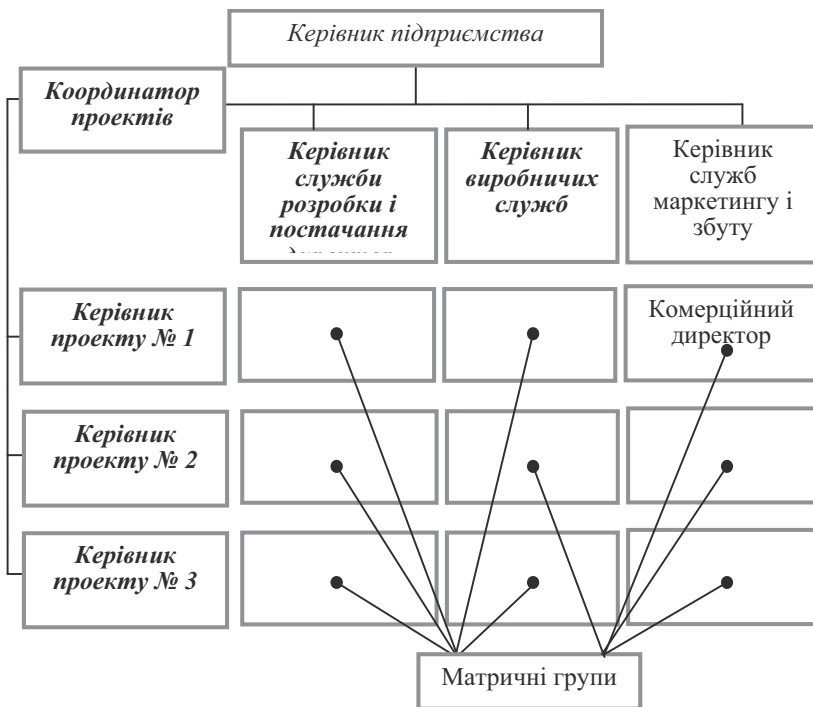 Керівник підприємства
Координатор
проектів
Керівник
служби
розробки і
постачання
Керівник
виробничих
служб
Керівник
служб
маркетингу і
збуту
Керівник
проекту № 1
Комерційний
директор
Керівник
проекту № 2
Керівник
проекту № 3
Матричні групи